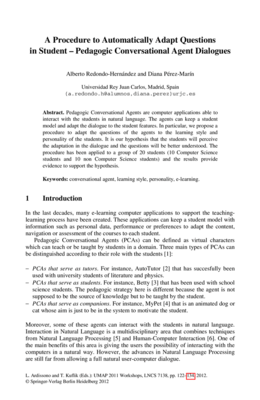 A Procedure to Automatically Adapt Questions
in Student – Pedagogic Conversational Agent Dialogues
Alberto Redondo-Hernández and Diana Pérez-Marín
Universidad Rey Juan Carlos, Madrid, Spain
{a.redondo.h@alumnos.diana.perez}urjc.es
Abstract. Pedagogic Conversational Agents are computer applications able to
interact with the students in natural language. The agents can keep a student
model and adapt the dialogue to the student features. In particular, we propose a
procedure to adapt the questions of the agents to the learning style and
personality of the students. It is our hypothesis that the students will perceive
the adaptation in the dialogue and the questions will be better understood. The
procedure has been applied to a group of 20 students (10 Computer Science
students and 10 non Computer Science students) and the results provide
evidence to support the hypothesis.
Keywords: conversational agent, learning style, personality, e-learning.
1 Introduction
In the last decades, many e-learning computer applications to support the teaching-
learning process have been created. These applications can keep a student model with
information such as personal data, performance or preferences to adapt the content,
navigation or assessment of the courses to each student.
Pedagogic Conversational Agents (PCAs) can be defined as virtual characters
which can teach or be taught by students in a domain. Three main types of PCAs can
be distinguished according to their role with the students [1]:
– PCAs that serve as tutors. For instance, AutoTutor [2] that has successfully been
used with university students of literature and physics.
– PCAs that serve as students. For instance, Betty [3] that has been used with school
science students. The pedagogic strategy here is different because the agent is not
supposed to be the source of knowledge but to be taught by the student.
– PCAs that serve as companions. For instance, MyPet [4] that is an animated dog or
cat whose aim is just to be in the system to motivate the student.
Moreover, some of these agents can interact with the students in natural language.
Interaction in Natural Language is a multidisciplinary area that combines techniques
from Natural Language Processing [5] and Human-Computer Interaction [6]. One of
the main benefits of this area is giving the users the possibility of interacting with the
computers in a natural way. However, the advances in Natural Language Processing
are still far from allowing a full natural user-computer dialogue.
L. Ardissono and T. Kuflik (Eds.): UMAP 2011 Workshops, LNCS 7138, pp. 122–134, 2012.
© Springer-Verlag Berlin Heidelberg 2012